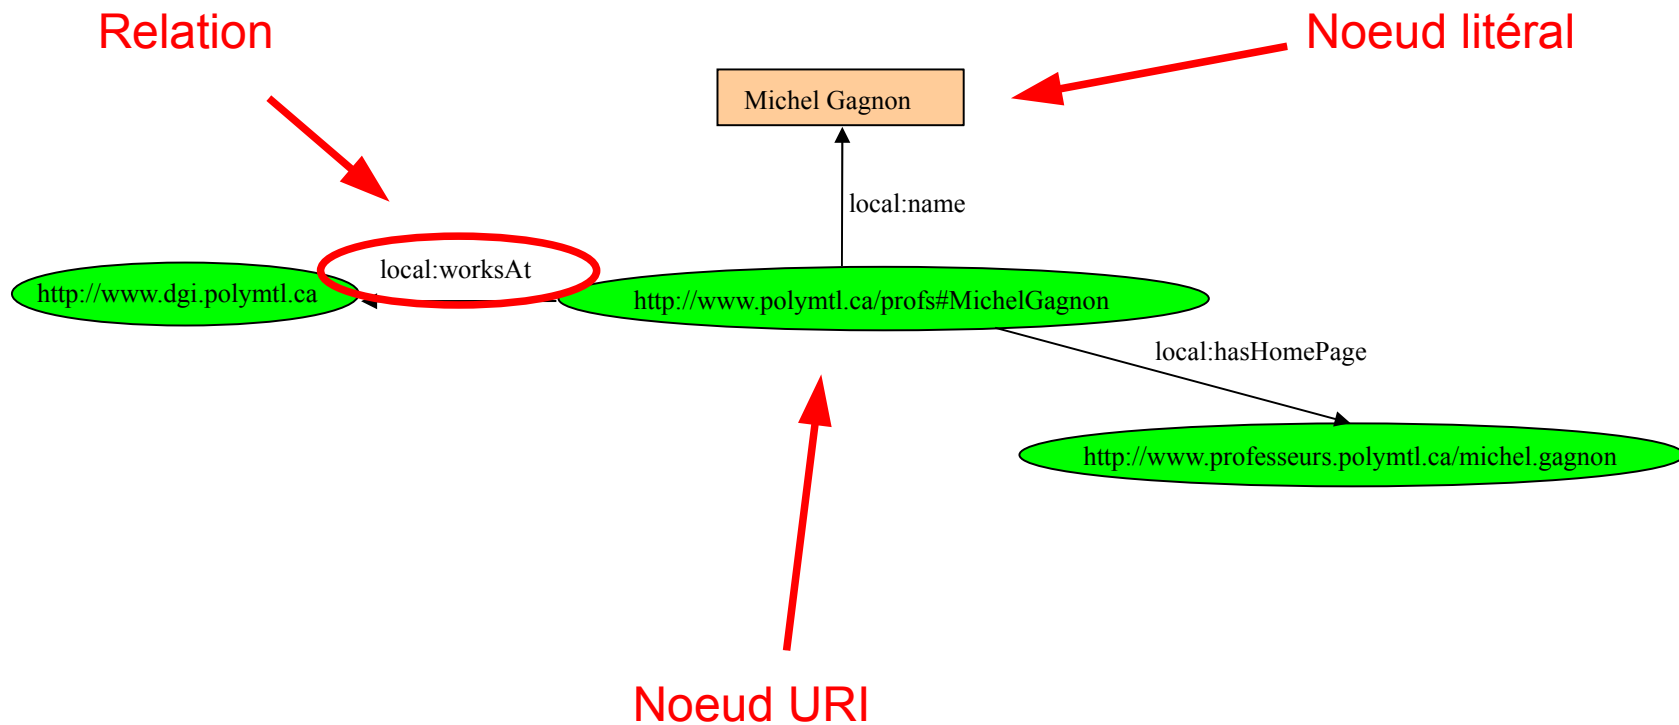 Relation
Noeud litéral
Michel Gagnon
local:name
local:worksAt
http://www.dgi.polymtl.ca
http://www.polymtl.ca/profs#MichelGagnon
local:hasHomePage
http://www.professeurs.polymtl.ca/michel.gagnon
Noeud URI